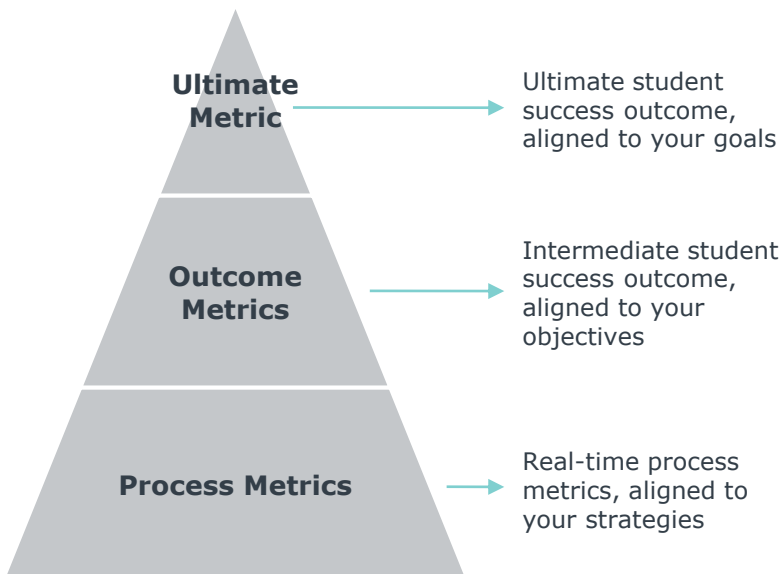 Ultimate
Metric
Ultimate student
success outcome,
aligned to your goals
Outcome
Metrics
Intermediate student
success outcome,
aligned to your
objectives
Process Metrics
Real-time process
metrics, aligned to
your strategies